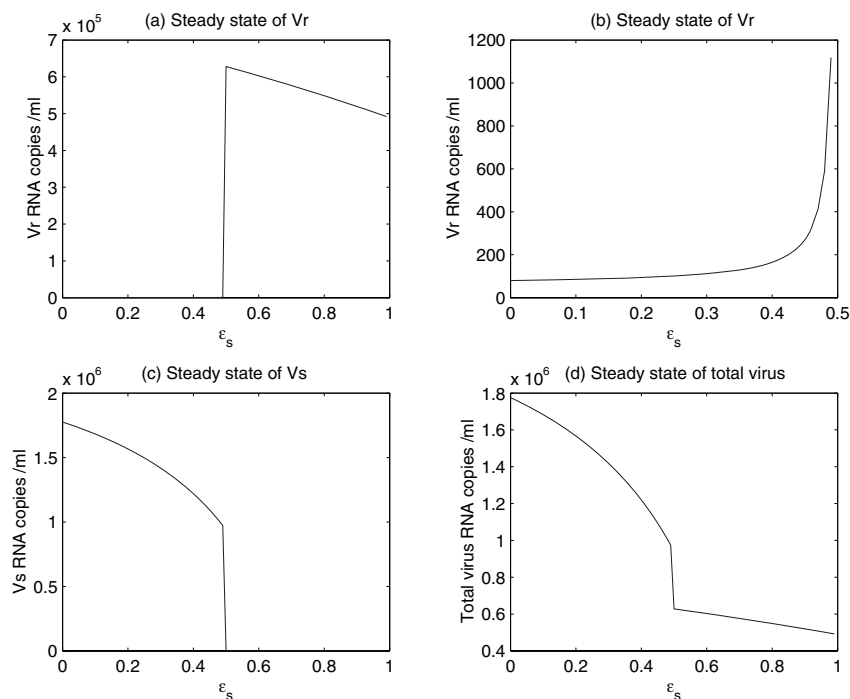 (a) Steady state of Vr
x 10^5
7
6
5
4
3
2
1
0
Vr RNA copies /ml
0 0.2 0.4 0.6 0.8 1
ε_s
(b) Steady state of Vr
1200
1000
800
600
400
200
0
Vr RNA copies /ml
0 0.1 0.2 0.3 0.4 0.5
ε_s
(c) Steady state of Vs
x 10^6
2
1.5
1
0.5
0
Vs RNA copies /ml
0 0.2 0.4 0.6 0.8 1
ε_s
(d) Steady state of total virus
x 10^6
1.8
1.6
1.4
1.2
1
0.8
0.6
0.4
Total virus RNA copies /ml
0 0.2 0.4 0.6 0.8 1
ε_s